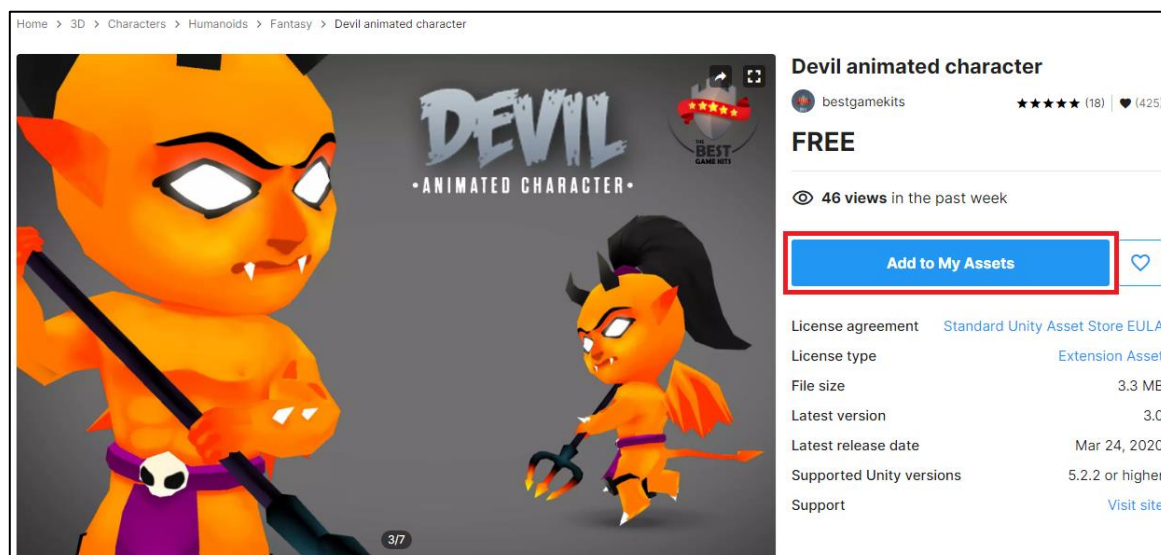 Home > 3D > Characters > Humanoids > Fantasy > Devil animated character
DEVIL
•ANIMATED CHARACTER•
THE
BEST
GAME KITS
3/7
Devil animated character
bestgamekits
★★★★★ (18) | ♥ (425)
FREE
46 views in the past week
Add to My Assets
License agreement Standard Unity Asset Store EULA
License type Extension Asset
File size 3.3 MB
Latest version 3.0
Latest release date Mar 24, 2020
Supported Unity versions 5.2.2 or higher
Support Visit site